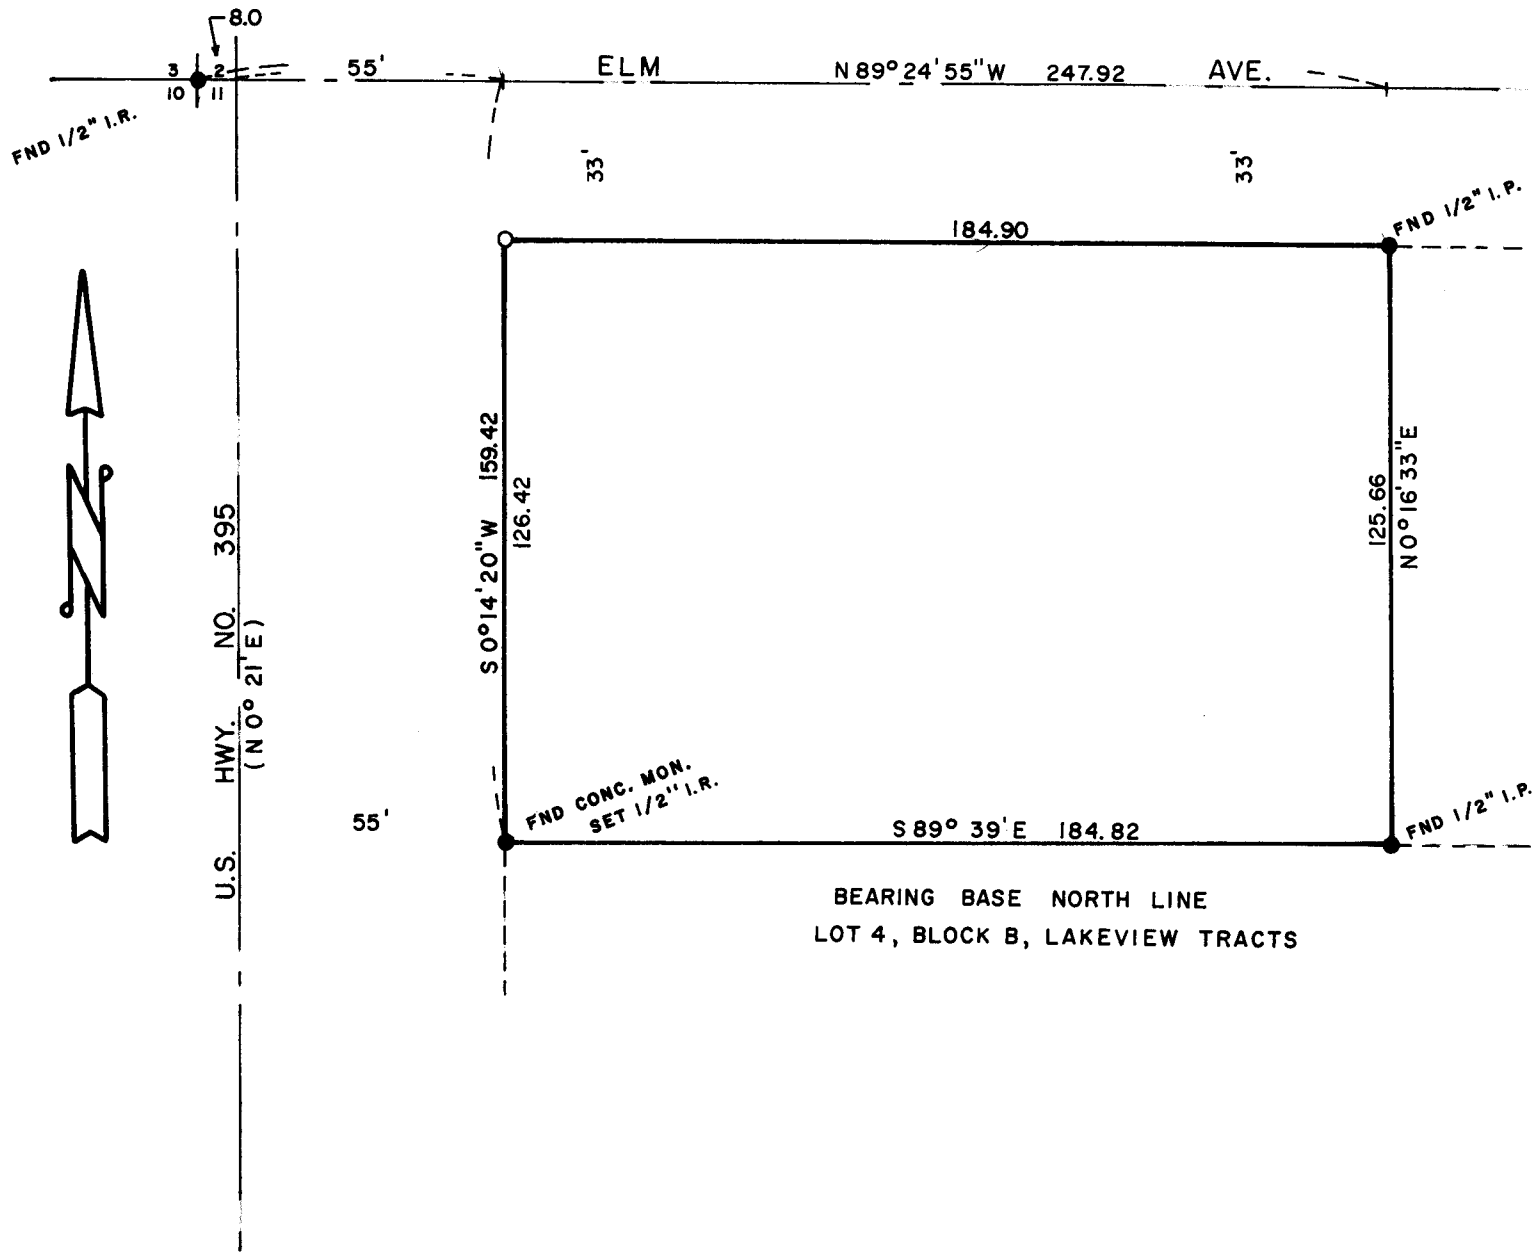 8.0
3 2
10 11
55'
ELM N 89° 24' 55" W 247.92 AVE.
FND 1/2" I.R.
33'
33'
FND 1/2" I.P.
184.90
S 0° 14' 20" W 159.42
126.42
125.66
N 0° 16' 33" E
U.S. HWY. NO. 395
(N 0° 21' E)
55'
FND CONC. MON.
SET 1/2" I.R.
S 89° 39' E 184.82
FND 1/2" I.P.
BEARING BASE NORTH LINE
LOT 4, BLOCK B, LAKEVIEW TRACTS